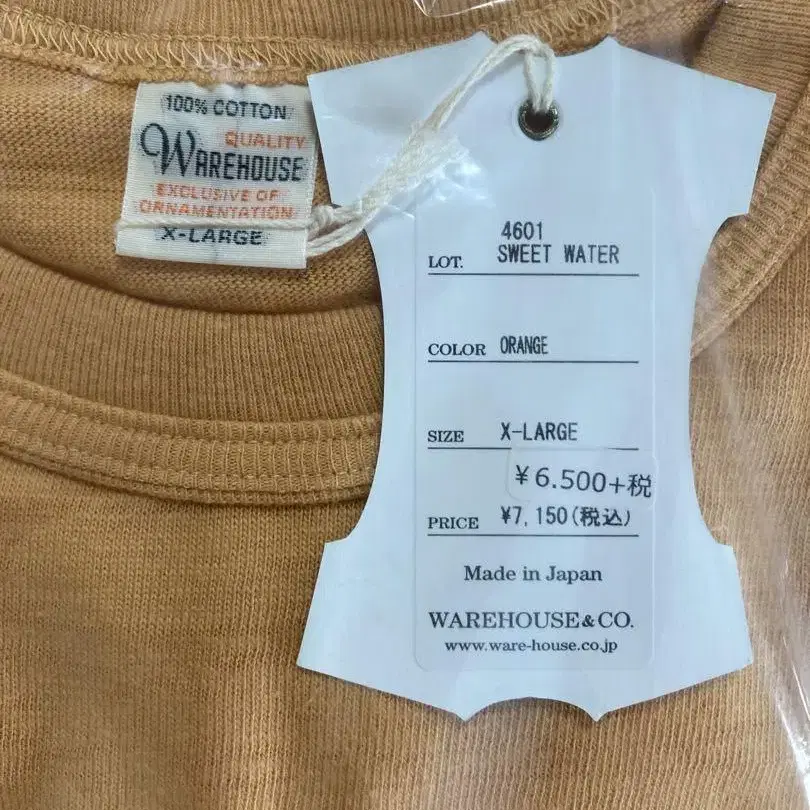 100% COTTON
QUALITY
WAREHOUSE
EXCLUSIVE OF
ORNAMENTATION
X-LARGE
4601
LOT. SWEET WATER
COLOR ORANGE
SIZE X-LARGE
¥6.500+税
PRICE ¥7,150(税込)
Made in Japan
WAREHOUSE&CO.
www.ware-house.co.jp